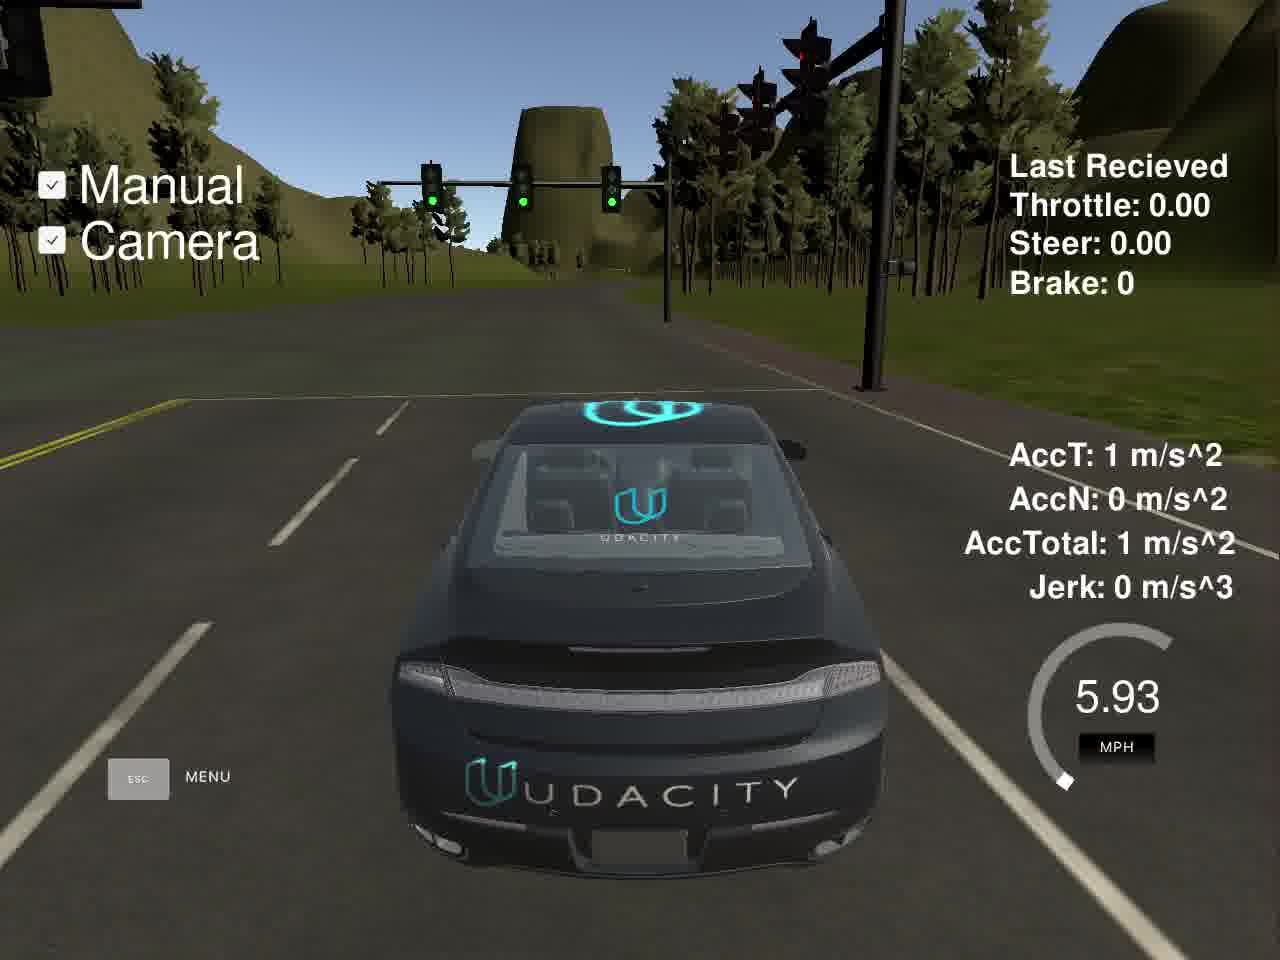 Manual
Camera
Last Recieved
Throttle: 0.00
Steer: 0.00
Brake: 0
AccT: 1 m/s^2
AccN: 0 m/s^2
AccTotal: 1 m/s^2
Jerk: 0 m/s^3
UDACITY
5.93
MPH
ESC
MENU
UDACITY